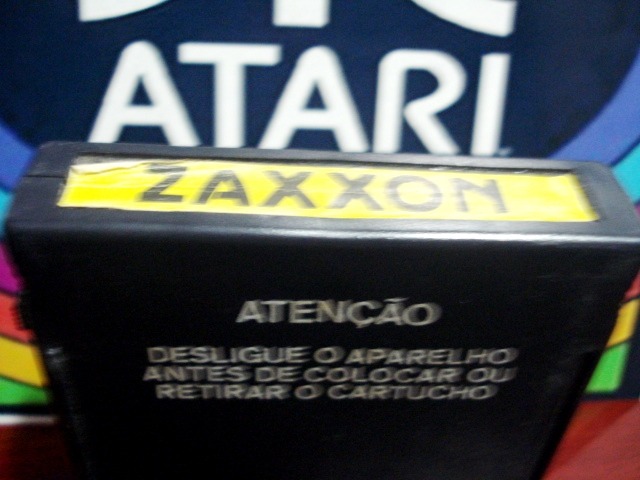 ATARI
ZAXXON
ATENÇÃO
DESLIGUE O APARELHO
ANTES DE COLOCAR OU
RETIRAR O CARTUCHO